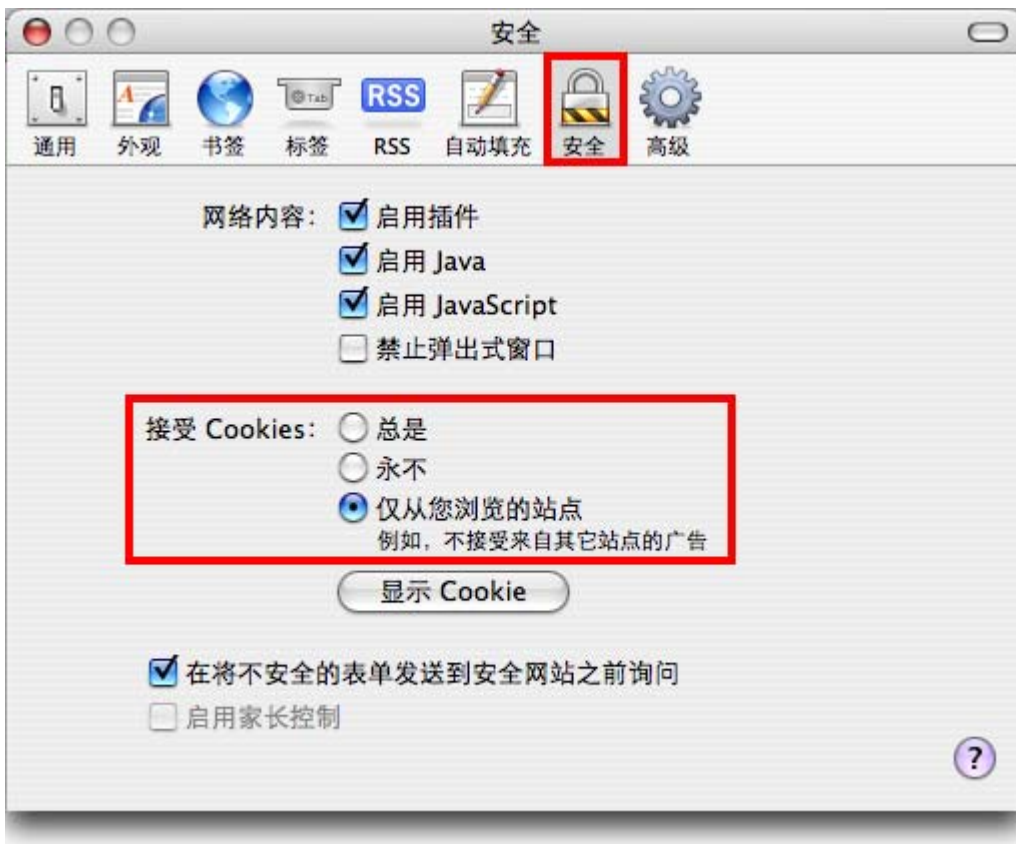 安全
Tab
RSS
通用 外观 书签 标签 RSS 自动填充 安全 高级
网络内容： 启用插件
启用 Java
启用 JavaScript
禁止弹出式窗口
接受 Cookies： 总是
永不
仅从您浏览的站点
例如，不接受来自其它站点的广告
显示 Cookie
在将不安全的表单发送到安全网站之前询问
启用家长控制
?